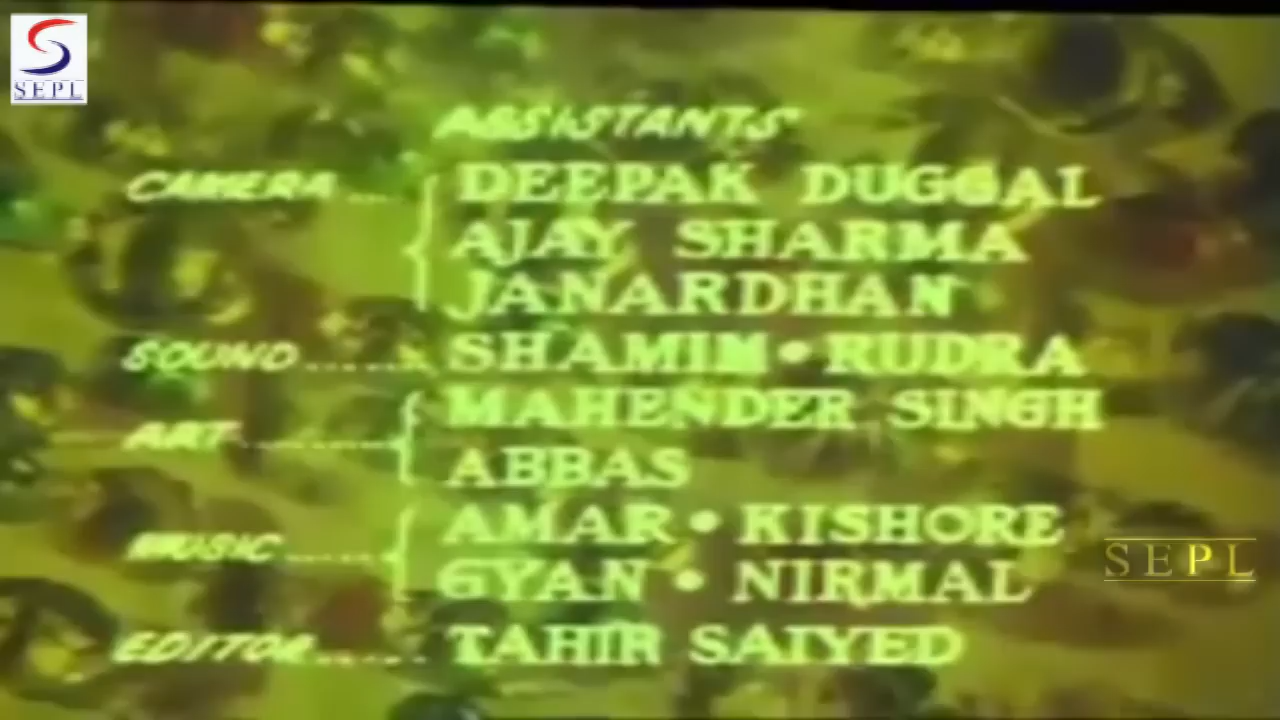 SEPL
ASSISTANTS
CAMERA.... DEEPAK DUGGAL
AJAY SHARMA
JANARDHAN
SOUND....... SHAMIM • RUDRA
ART.......... MAHENDER SINGH
ABBAS
MUSIC....... AMAR • KISHORE
GYAN • NIRMAL
EDITOR...... TAHIR SAIYED
SEPL